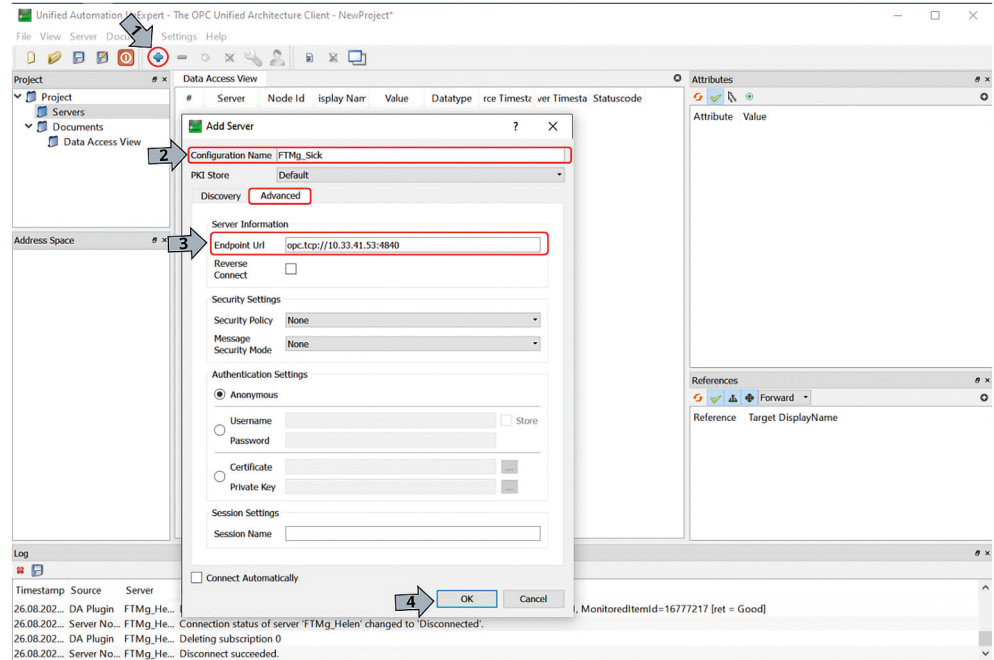 Unified Automation UaExpert - The OPC Unified Architecture Client - NewProject*
File View Server Settings Help
1
Project
Project
Servers
Documents
Data Access View
Address Space
Data Access View
# Server Node Id isplay Nam Value Datatype rce Timesta ver Timesta Statuscode
Attributes
Attribute Value
Add Server
? X
2
Configuration Name FTMg_Sick
PKI Store Default
Discovery Advanced
Server Information
3
Endpoint Url opc.tcp://10.33.41.53:4840
Reverse
Connect
Security Settings
Security Policy None
Message
Security Mode None
Authentication Settings
Anonymous
Username
Store
Password
Certificate
...
Private Key
...
Session Settings
Session Name
Connect Automatically
4
OK Cancel
References
Forward
Reference Target DisplayName
Log
Timestamp Source Server
26.08.202... DA Plugin FTMg_He... , MonitoredItemId=16777217 [ret = Good]
26.08.202... Server No... FTMg_He... Connection status of server 'FTMg_Helen' changed to 'Disconnected'.
26.08.202... DA Plugin FTMg_He... Deleting subscription 0
26.08.202... Server No... FTMg_He... Disconnect succeeded.